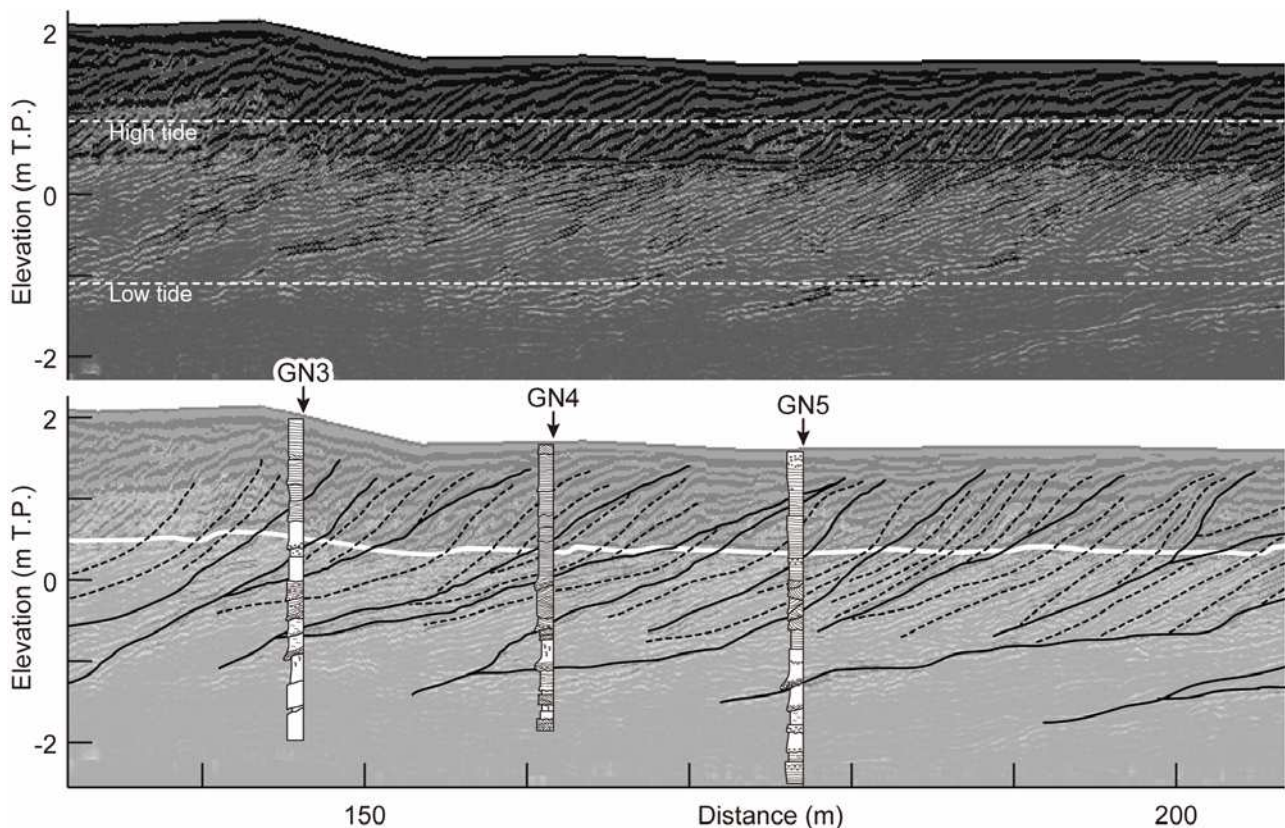 2
0
-2
Elevation (m T.P.)
High tide
Low tide
GN3
GN4
GN5
2
0
-2
Elevation (m T.P.)
150
Distance (m)
200